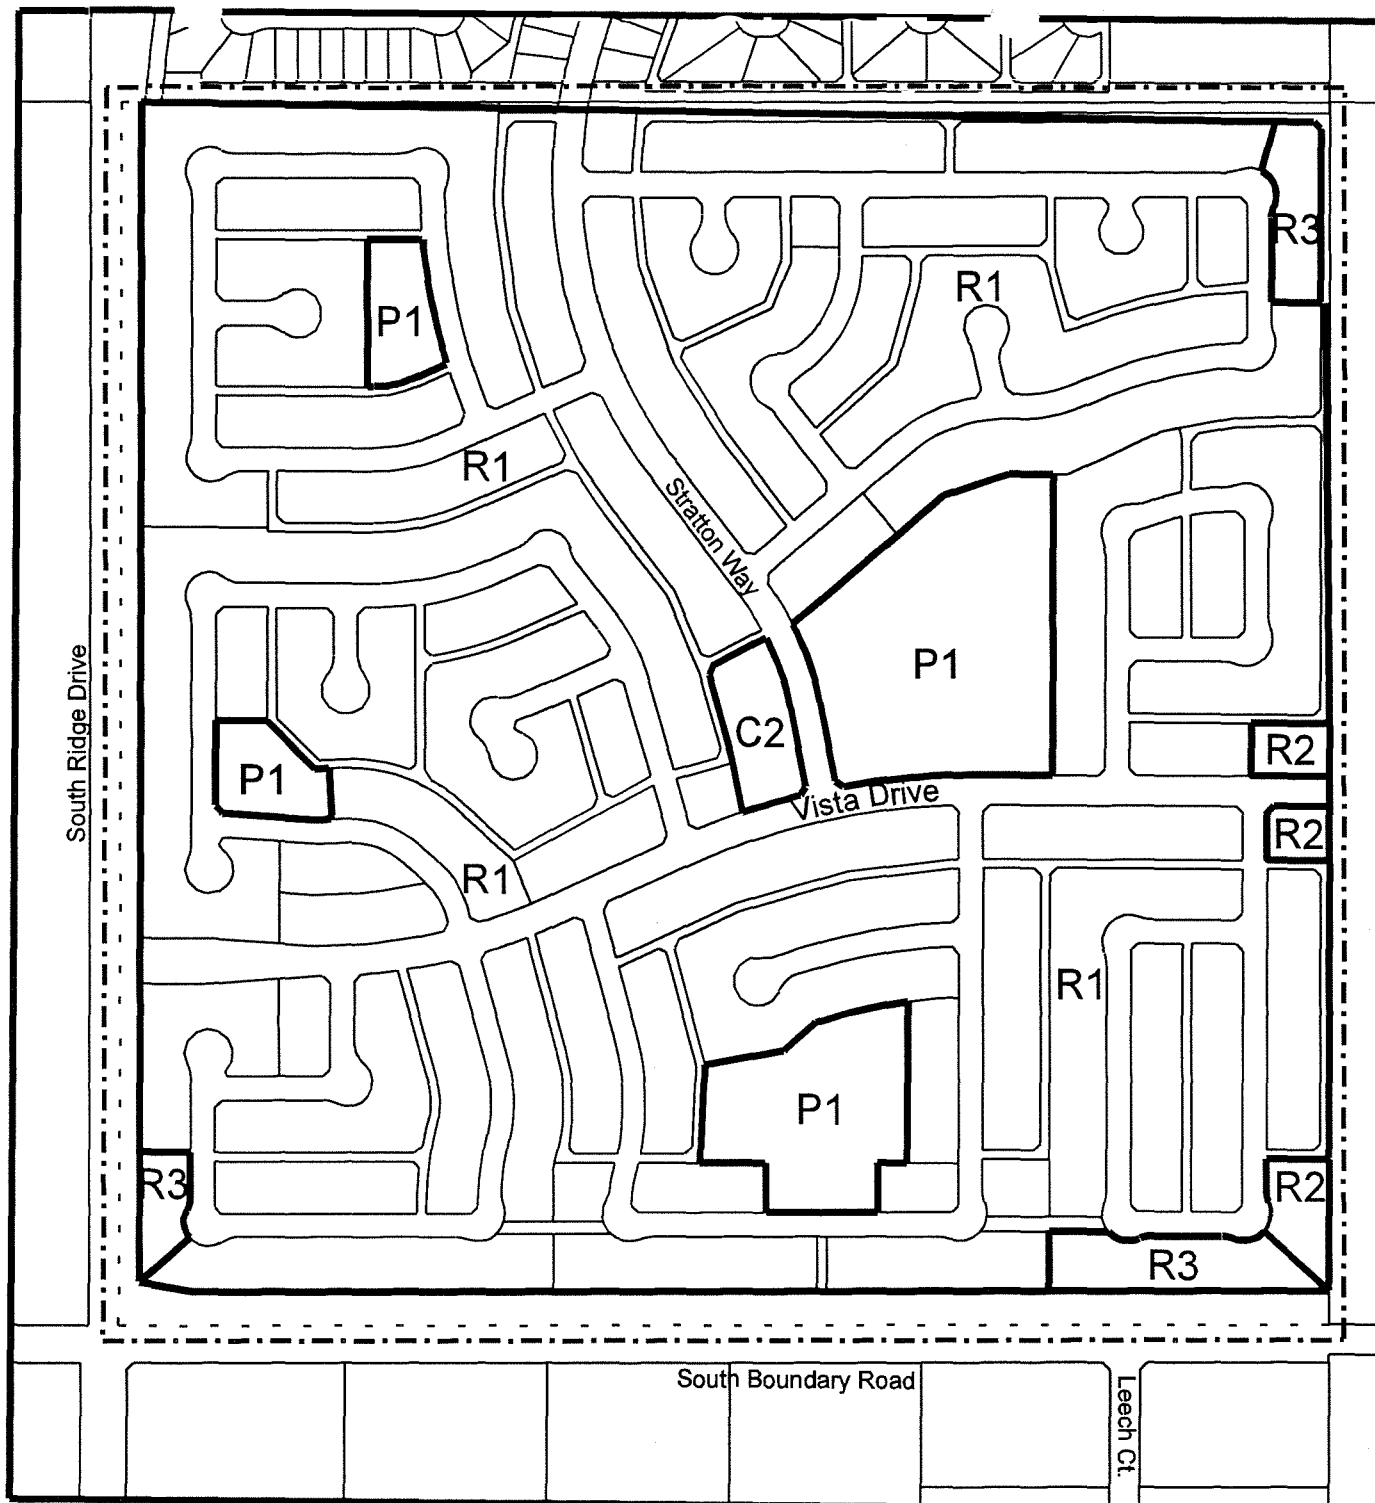 R3
R1
P1
R1
Stratton Way
P1
South Ridge Drive
C2
R2
P1
Vista Drive
R2
R1
R1
P1
R3
R2
R3
South Boundary Road
Leech Ct.